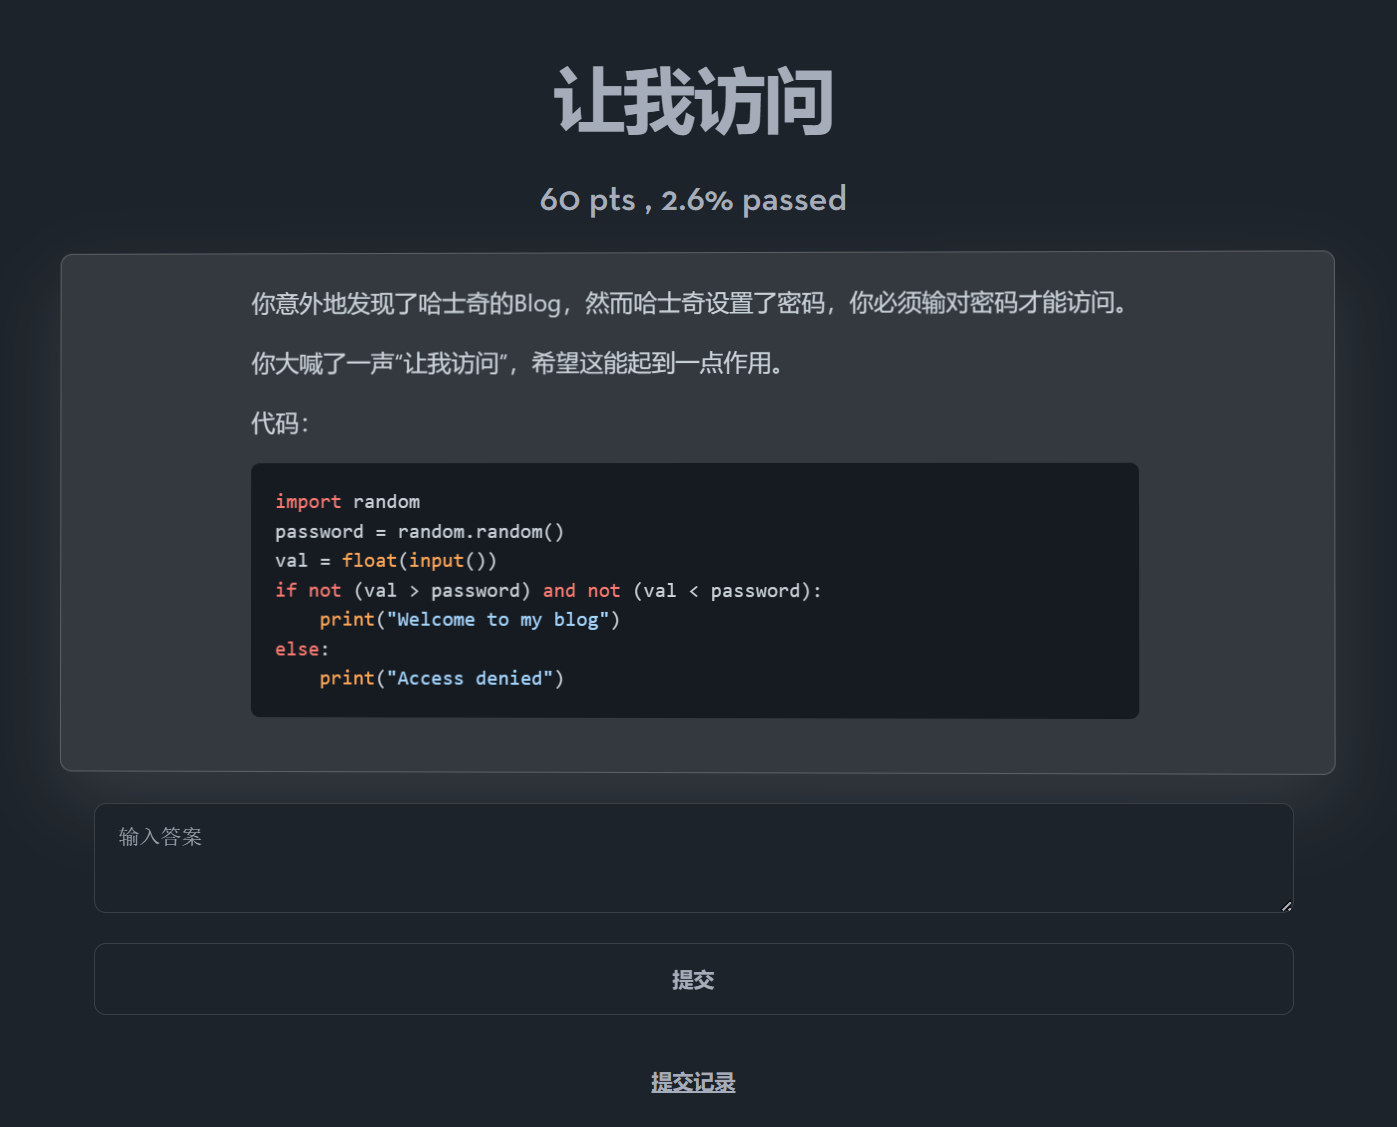 让我访问
60 pts , 2.6% passed
你意外地发现了哈士奇的Blog，然而哈士奇设置了密码，你必须输对密码才能访问。
你大喊了一声“让我访问”，希望这能起到一点作用。
代码：
import random
password = random.random()
val = float(input())
if not (val > password) and not (val < password):
    print("Welcome to my blog")
else:
    print("Access denied")
输入答案
提交
提交记录